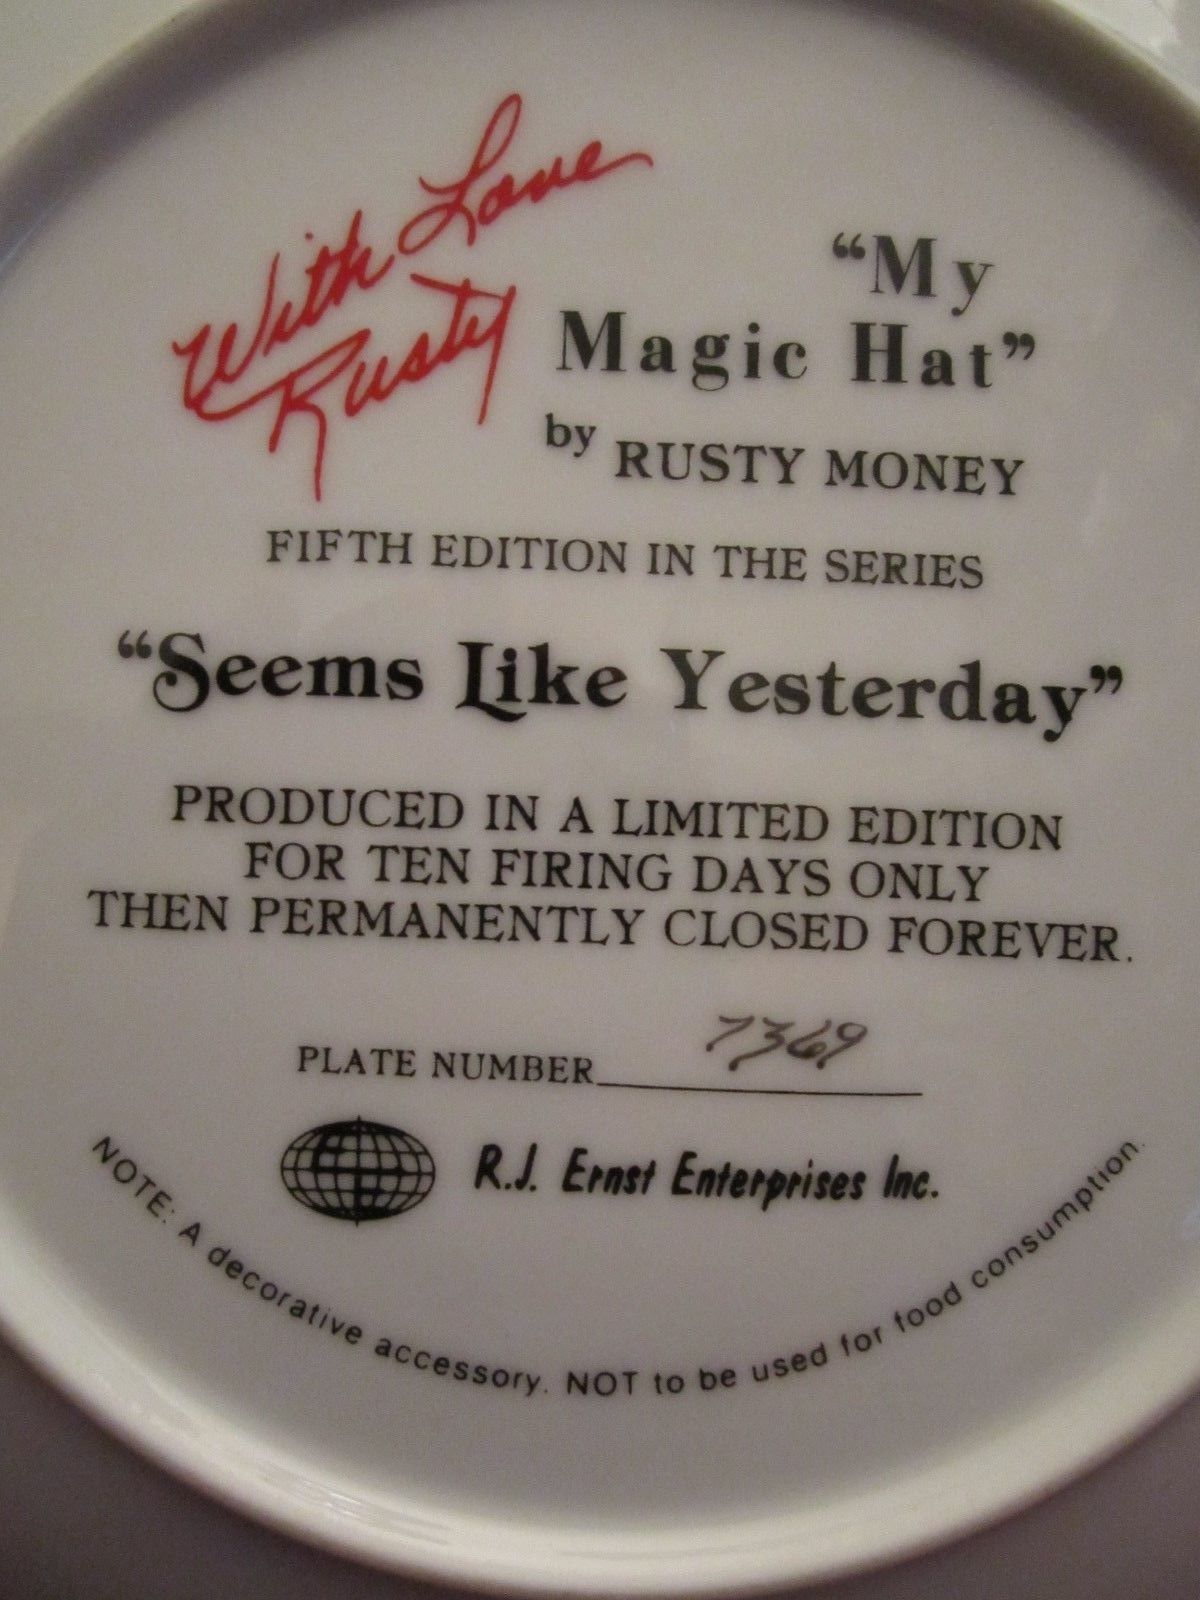 With Love
Rusty
“My
Magic Hat”
by RUSTY MONEY
FIFTH EDITION IN THE SERIES
“Seems Like Yesterday”
PRODUCED IN A LIMITED EDITION
FOR TEN FIRING DAYS ONLY
THEN PERMANENTLY CLOSED FOREVER.
PLATE NUMBER 7369
R.J. Ernst Enterprises Inc.
NOTE: A decorative accessory. NOT to be used for food consumption.